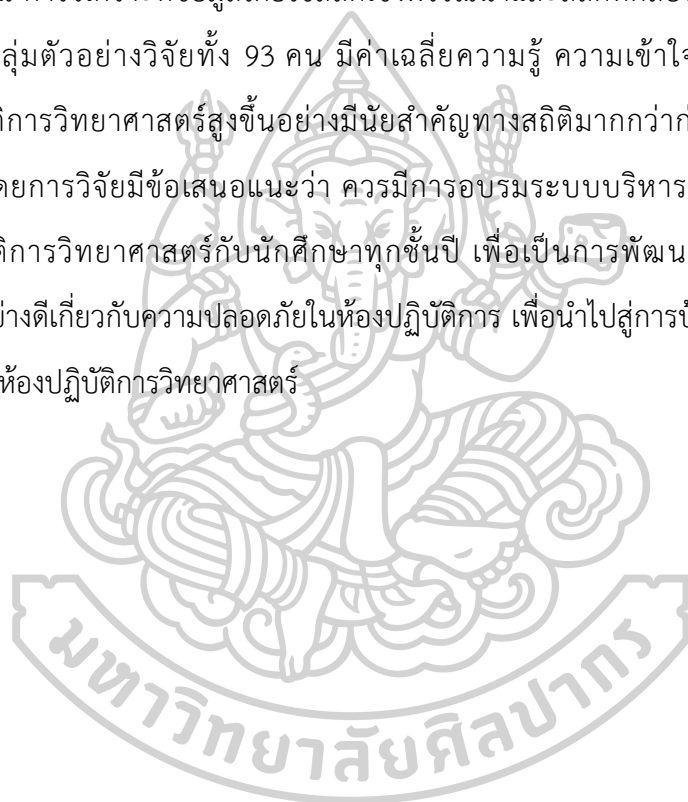 ลุ่มตัวอย่างวิจัยทั้ง 93 คน มีค่าเฉลี่ยความรู้ ความเข้าใจ
ติการวิทยาศาสตร์สูงขึ้นอย่างมีนัยสำคัญทางสถิติมากกว่าก่
ดยการวิจัยมีข้อเสนอแนะว่า ควรมีการอบรมระบบบริหาร
ติการวิทยาศาสตร์กับนักศึกษาทุกชั้นปี เพื่อเป็นการพัฒน
ย่างดีเกี่ยวกับความปลอดภัยในห้องปฏิบัติการ เพื่อนำไปสู่การป
ห้องปฏิบัติการวิทยาศาสตร์
มหาวิทยาลัยศิลปากร